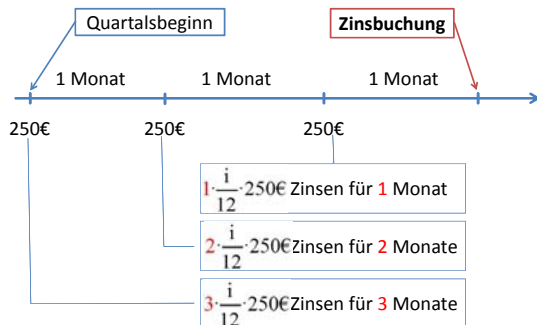 Quartalsbeginn Zinsbuchung
1 Monat 1 Monat 1 Monat
250€ 250€ 250€
1·i/12·250€ Zinsen für 1 Monat
2·i/12·250€ Zinsen für 2 Monate
3·i/12·250€ Zinsen für 3 Monate